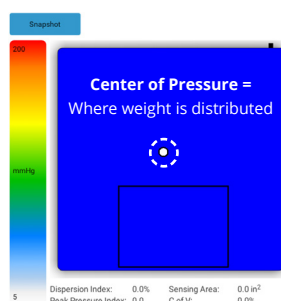 Snapshot
200
Center of Pressure =
Where weight is distributed
mmHg
Dispersion Index: 0.0% Sensing Area: 0.0 in²
5
Peak Pressure Index: 0.0 C of V: 0.0%